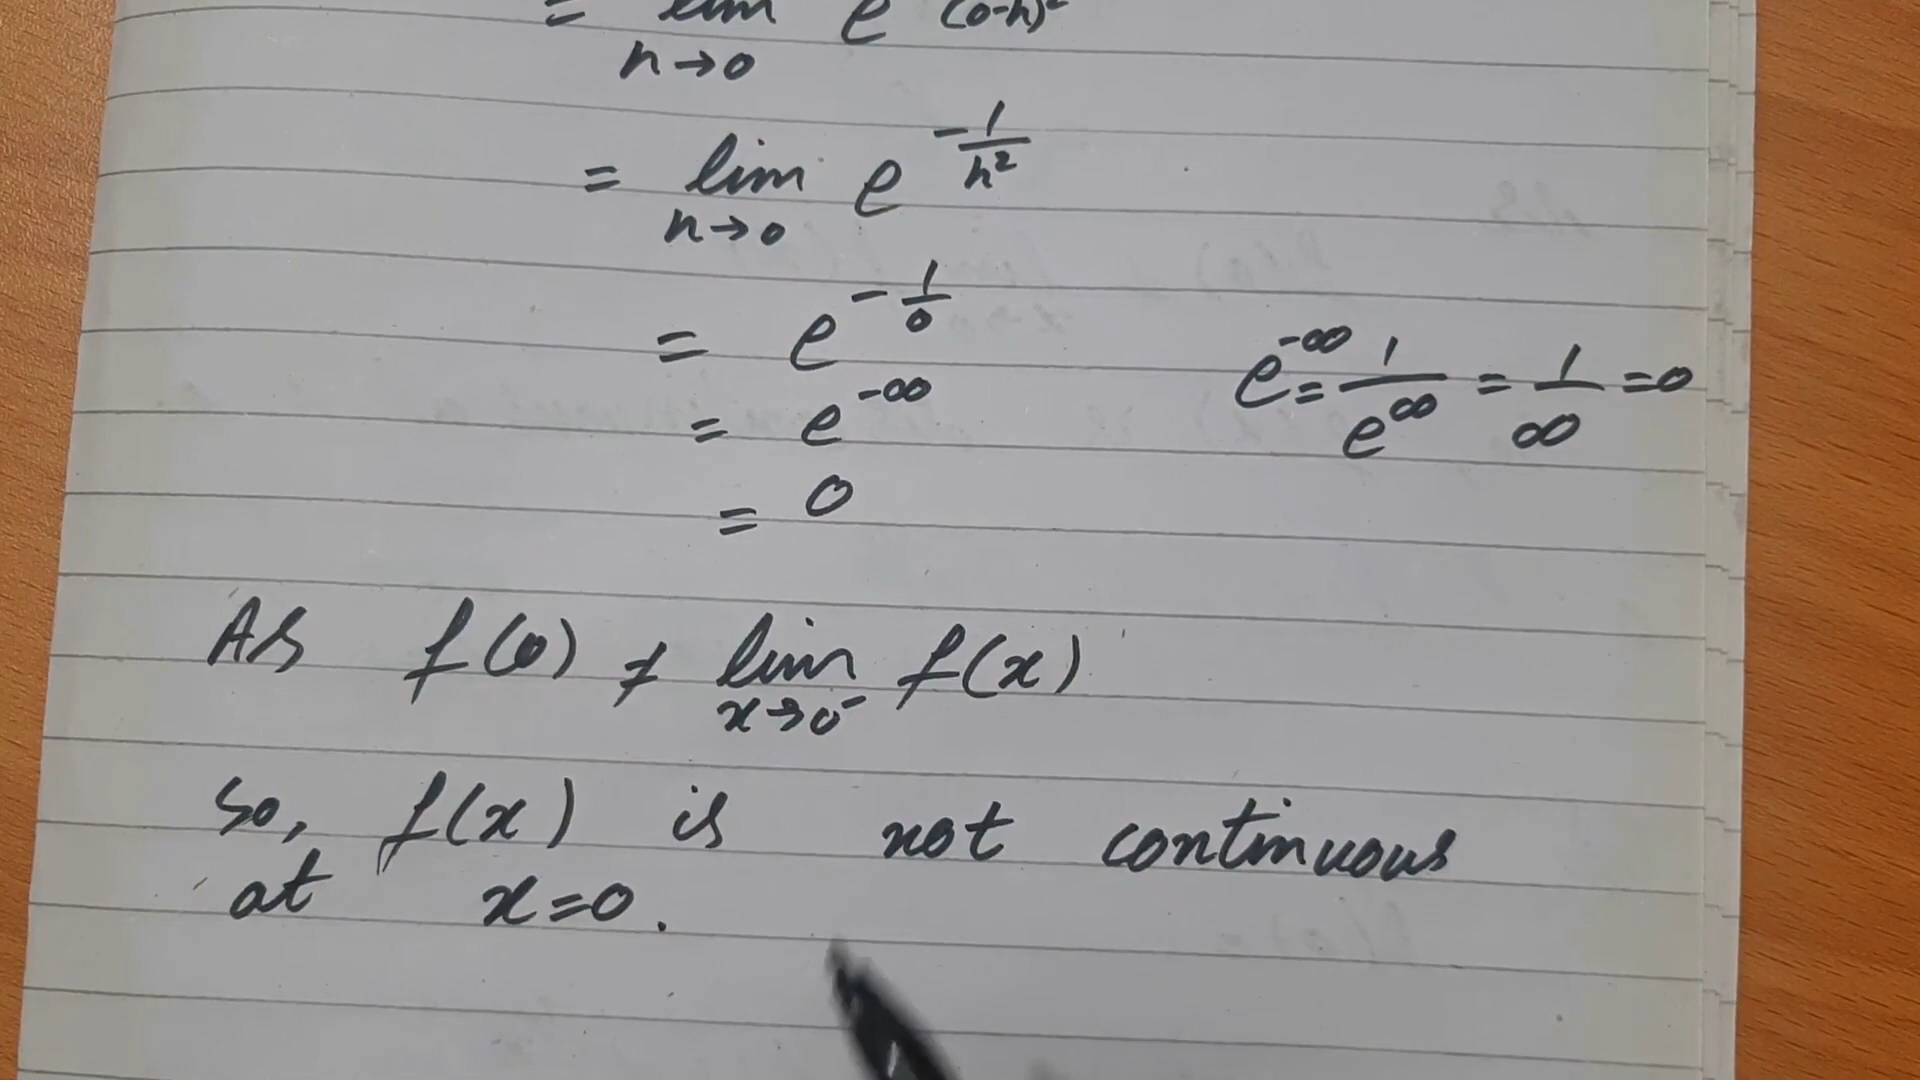 = lim e (0-h)²
h→0
= lim e^{-1/h²}
h→0
= e^{-1/0}
= e^{-∞}
e^{-∞} = 1/e^{∞} = 1/∞ = 0
= 0
As f(0) ≠ lim f(x)
x→0⁻
So, f(x) is not continuous
at x=0.